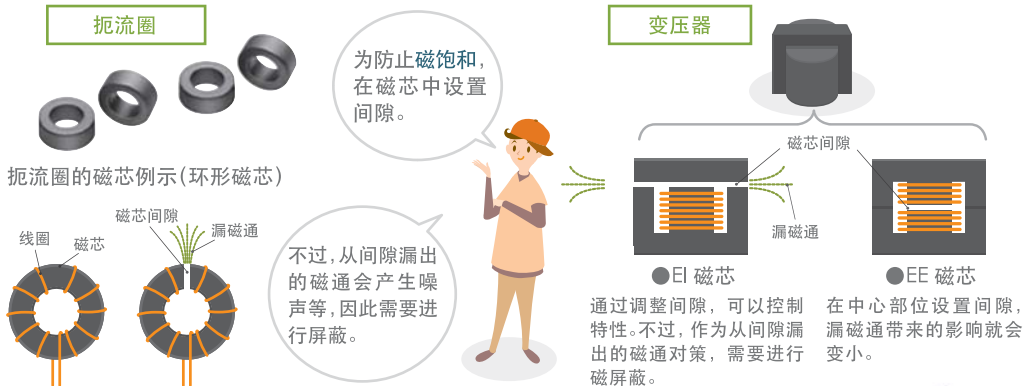 扼流圈
扼流圈的磁芯例示(环形磁芯)
线圈
磁芯
磁芯间隙
漏磁通
为防止磁饱和,
在磁芯中设置
间隙。
不过,从间隙漏出
的磁通会产生噪
声等,因此需要进
行屏蔽。
变压器
磁芯间隙
漏磁通
●EI 磁芯
通过调整间隙,可以控制
特性。不过,作为从间隙漏
出的磁通对策,需要进行
磁屏蔽。
●EE 磁芯
在中心部位设置间隙,
漏磁通带来的影响就会
变小。